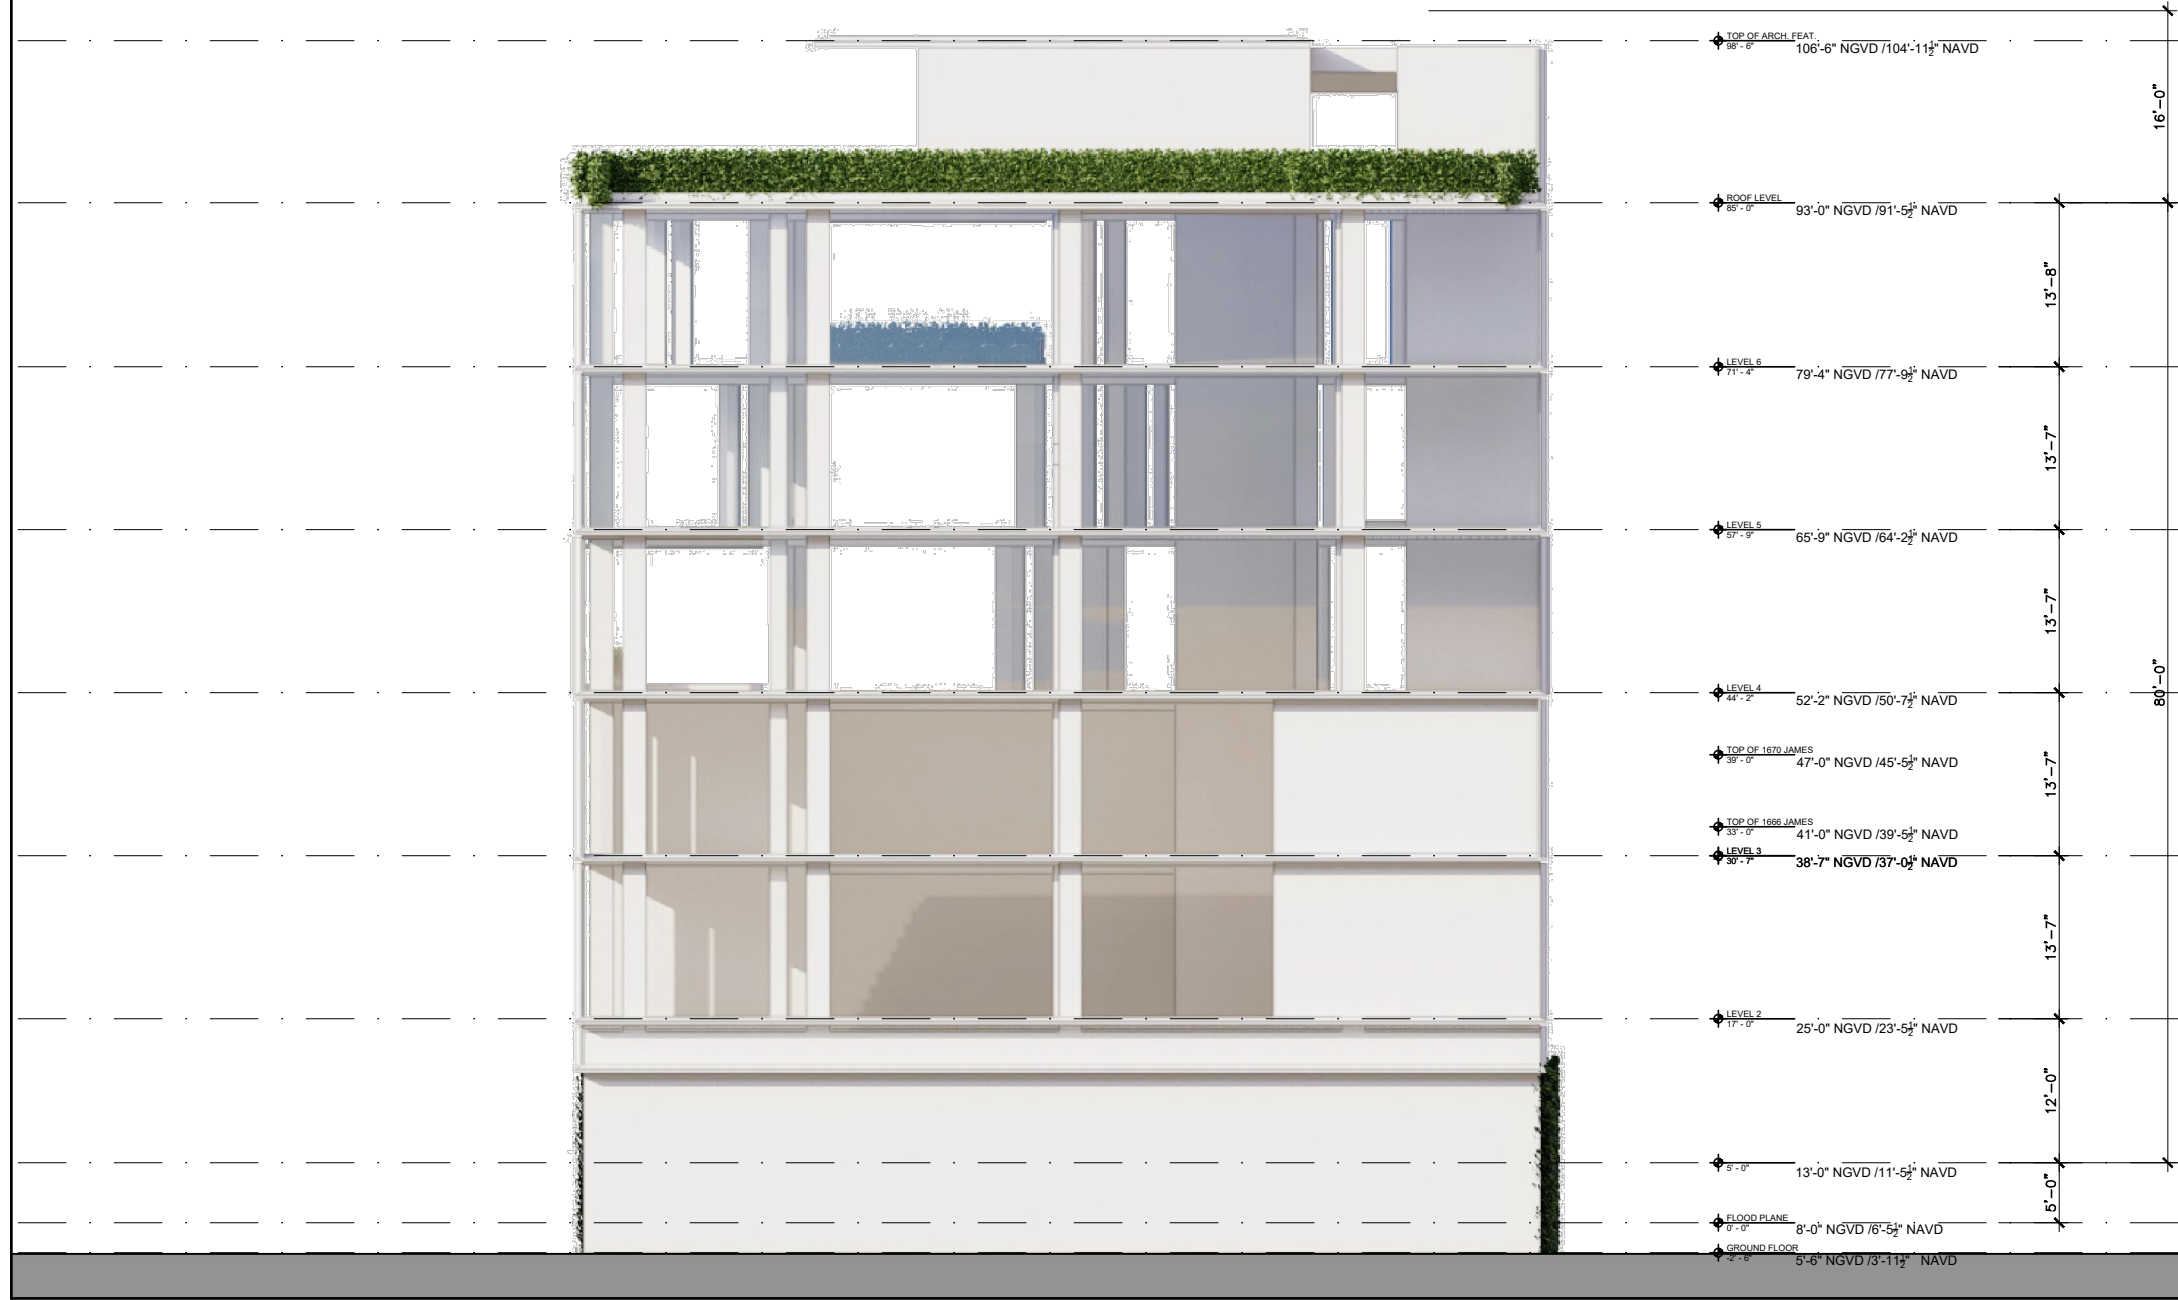 TOP OF ARCH. FEAT.
98' - 6"
106'-6" NGVD /104'-11½" NAVD
16'-0"
ROOF LEVEL
85' - 0"
93'-0" NGVD /91'-5½" NAVD
13'-8"
LEVEL 6
71' - 4"
79'-4" NGVD /77'-9½" NAVD
13'-7"
LEVEL 5
57' - 9"
65'-9" NGVD /64'-2½" NAVD
13'-7"
80'-0"
LEVEL 4
44' - 2"
52'-2" NGVD /50'-7½" NAVD
TOP OF 1670 JAMES
39' - 0"
47'-0" NGVD /45'-5½" NAVD
13'-7"
TOP OF 1666 JAMES
33' - 0"
41'-0" NGVD /39'-5½" NAVD
LEVEL 3
30' - 7"
38'-7" NGVD /37'-0½" NAVD
13'-7"
LEVEL 2
17' - 0"
25'-0" NGVD /23'-5½" NAVD
12'-0"
5' - 0"
13'-0" NGVD /11'-5½" NAVD
5'-0"
FLOOD PLANE
0' - 0"
8'-0" NGVD /6'-5½" NAVD
GROUND FLOOR
-2' - 6"
5'-6" NGVD /3'-11½" NAVD